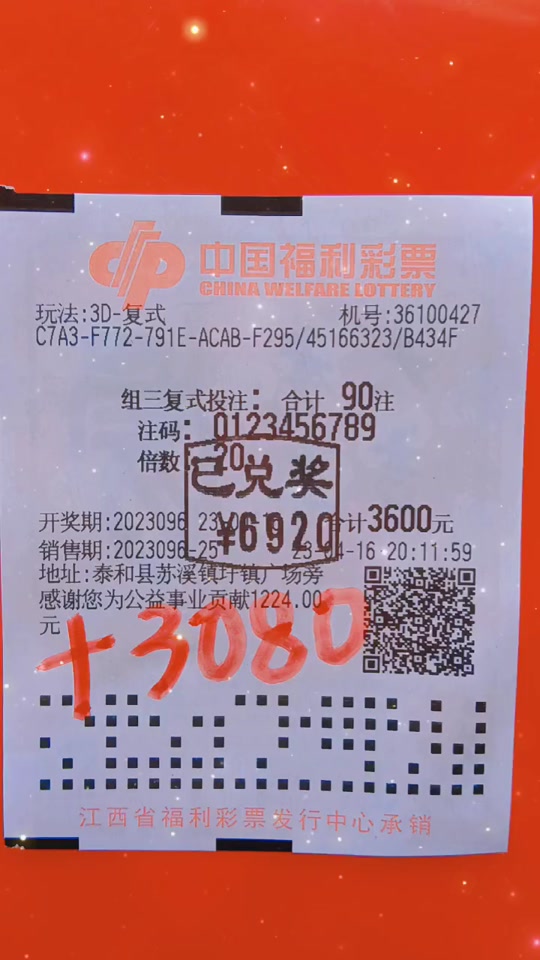 中国福利彩票
CHINA WELFARE LOTTERY
玩法:3D-复式 机号:36100427
C7A3-F772-791E-ACAB-F295/45166323/B434F
组三复式投注: 合计 90注
注码: 0123456789
倍数: 20
已兑奖
¥6920
开奖期:2023096 合计3600元
销售期:2023096-25 23-04-16 20:11:59
地址:泰和县苏溪镇圩镇广场旁
感谢您为公益事业贡献1224.00
元
+3080
江西省福利彩票发行中心承销